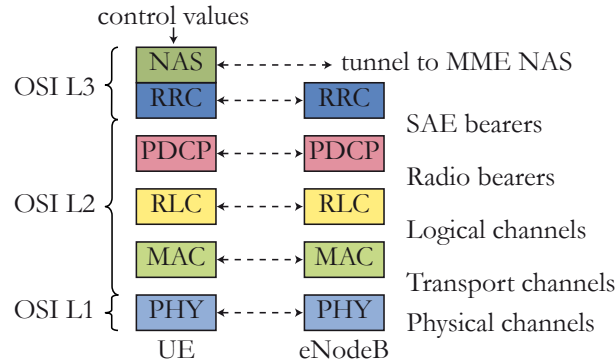 control values
NAS
tunnel to MME NAS
OSI L3
RRC
RRC
SAE bearers
PDCP
PDCP
Radio bearers
OSI L2
RLC
RLC
Logical channels
MAC
MAC
Transport channels
OSI L1
PHY
PHY
Physical channels
UE
eNodeB